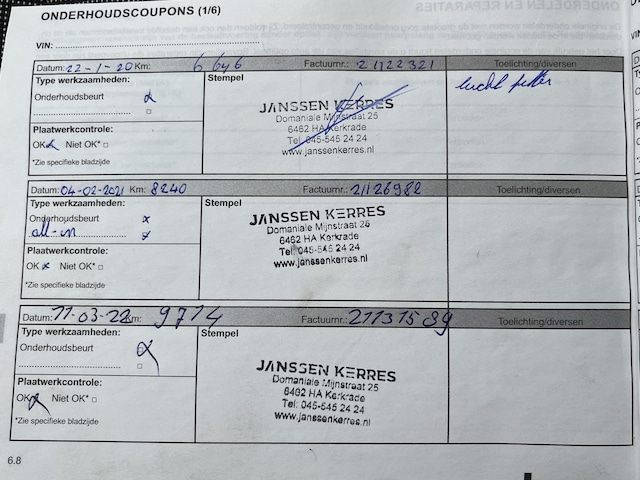 ONDERHOUDSCOUPONS (1/6)
VIN:
Datum: 22-1-20 Km: 6 646 Factuurnr.: 21122321 Toelichting/diversen
Type werkzaamheden: Stempel lucht filter
Onderhoudsbeurt
JANSSEN KERRES
Domaniale Mijnstraat 25
Plaatwerkcontrole: 6462 HA Kerkrade
OK Niet OK* Tel: 045-545 24 24
*Zie specifieke bladzijde www.janssenkerres.nl
Datum: 04-02-2021 Km: 8240 Factuurnr.: 21126982 Toelichting/diversen
Type werkzaamheden: Stempel
Onderhoudsbeurt x JANSSEN KERRES
all-in x Domaniale Mijnstraat 25
Plaatwerkcontrole: 6462 HA Kerkrade
OK x Niet OK* Tel: 045-545 24 24
*Zie specifieke bladzijde www.janssenkerres.nl
Datum: 11-03-22 Km: 9714 Factuurnr.: 21131589 Toelichting/diversen
Type werkzaamheden: Stempel
Onderhoudsbeurt
JANSSEN KERRES
Plaatwerkcontrole: Domaniale Mijnstraat 25
6462 HA Kerkrade
OK Niet OK* Tel: 045-545 24 24
*Zie specifieke bladzijde www.janssenkerres.nl
6.8